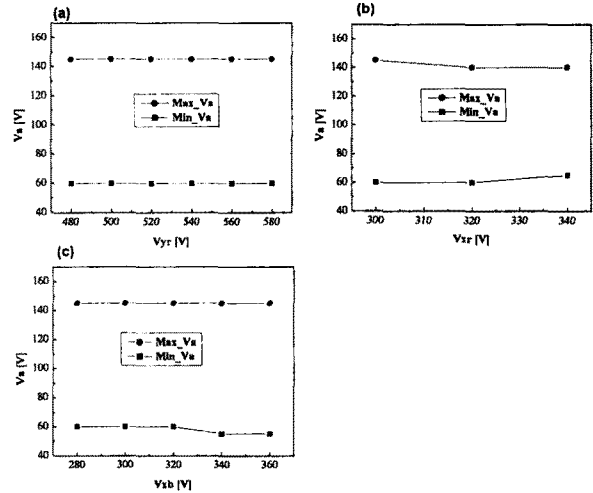 (a)
Va [V]
160
140
120
100
80
60
40
Max_Va
Min_Va
480 500 520 540 560 580
Vyr [V]
(b)
Va [V]
160
140
120
100
80
60
40
Max_Va
Min_Va
300 310 320 330 340
Vxr [V]
(c)
Va [V]
160
140
120
100
80
60
40
Max_Va
Min_Va
280 300 320 340 360
Vxb [V]